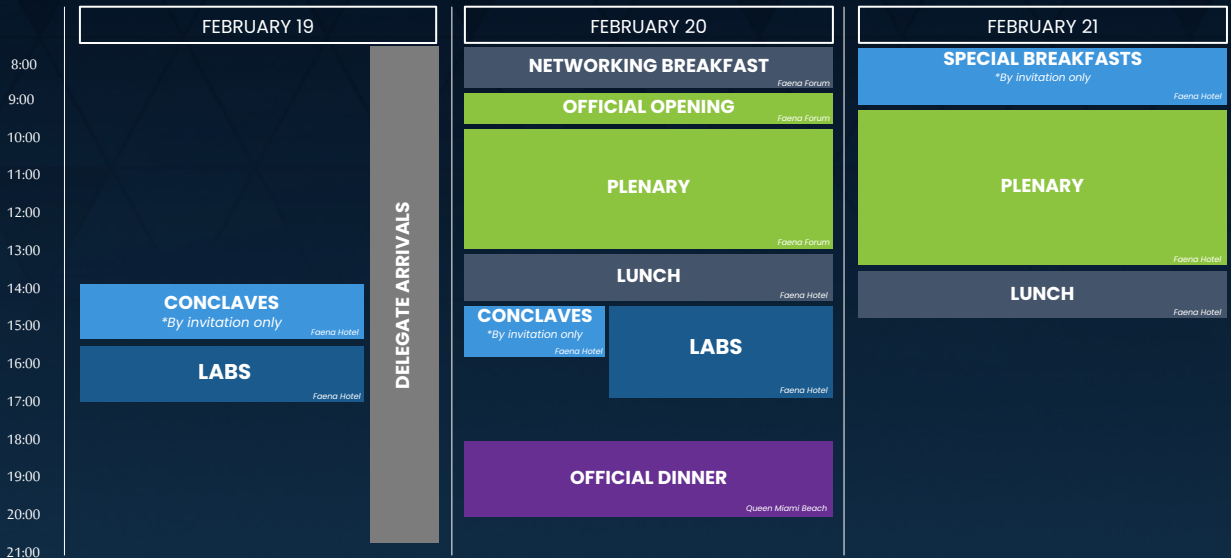 FEBRUARY 19
FEBRUARY 20
FEBRUARY 21
8:00
9:00
10:00
11:00
12:00
13:00
14:00
15:00
16:00
17:00
18:00
19:00
20:00
21:00
CONCLAVES
*By invitation only
Faena Hotel
LABS
Faena Hotel
DELEGATE ARRIVALS
NETWORKING BREAKFAST
Faena Forum
OFFICIAL OPENING
Faena Forum
PLENARY
Faena Forum
LUNCH
Faena Hotel
CONCLAVES
*By invitation only
Faena Hotel
LABS
Faena Hotel
OFFICIAL DINNER
Queen Miami Beach
SPECIAL BREAKFASTS
*By invitation only
Faena Hotel
PLENARY
Faena Hotel
LUNCH
Faena Hotel